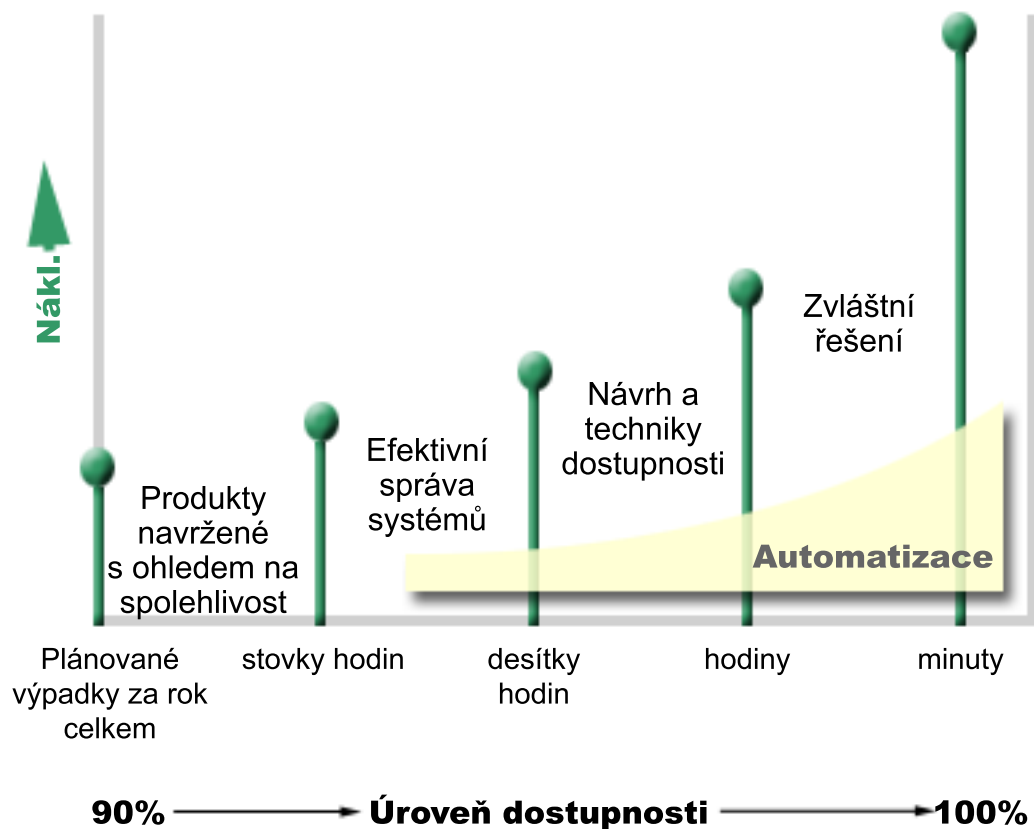 Nákl.
Zvláštní
řešení
Návrh a
techniky
dostupnosti
Efektivní
správa
systémů
Produkty
navržené
s ohledem na
spolehlivost
Automatizace
Plánované
výpadky za rok
celkem
stovky hodin
desítky
hodin
hodiny
minuty
90% Úroveň dostupnosti 100%